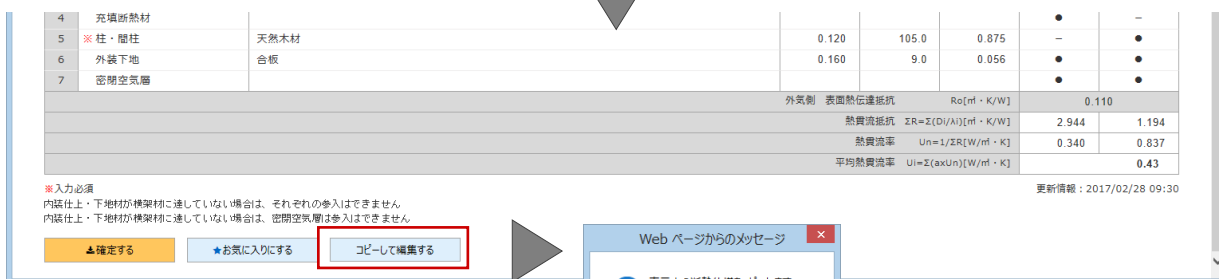 4 充填断熱材 ● －
5 ※柱・間柱 天然木材 0.120 105.0 0.875 － ●
6 外装下地 合板 0.160 9.0 0.056 ● ●
7 密閉空気層 ● ●
外気側 表面熱伝達抵抗 Ro[㎡・K/W] 0.110
熱貫流抵抗 ΣR=Σ(Di/λi)[㎡・K/W] 2.944 1.194
熱貫流率 Un=1/ΣR[W/㎡・K] 0.340 0.837
平均熱貫流率 Ui=Σ(axUn)[W/㎡・K] 0.43
※入力必須 更新情報：2017/02/28 09:30
内装仕上・下地材が横架材に達していない場合は、それぞれの参入はできません
内装仕上・下地材が横架材に達していない場合は、密閉空気層は参入はできません
確定する ★お気に入りにする コピーして編集する
Web ページからのメッセージ ×